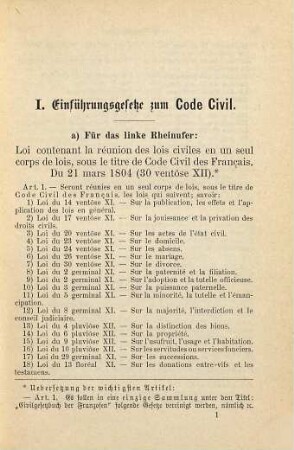 I. Einführungsgesetze zum Code Civil.
a) Für das linke Rheinufer:
Loi contenant la réunion des lois civiles en un seul
corps de lois, sous le titre de Code Civil des Français,
Du 21 mars 1804 (30 ventôse XII).*
Art. 1. — Seront réunies en un seul corps de lois, sous le titre de
Code Civil des Français, les lois qui suivent; savoir:
1) Loi du 14 ventôse XI. — Sur la publication, les effets et l'ap-
plication des lois en général.
2) Loi du 17 ventôse XI. — Sur la jouissance et la privation des
droits civils.
3) Loi du 20 ventôse XI. — Sur les actes de l'état civil.
4) Loi du 23 ventôse XI. — Sur le domicile.
5) Loi du 24 ventôse XI. — Sur les absens.
6) Loi du 26 ventôse XI. — Sur le mariage.
7) Loi du 30 ventôse XI. — Sur le divorce.
8) Loi du 2 germinal XI. — Sur la paternité et la filiation.
9) Loi du 2 germinal XI. — Sur l'adoption et la tutelle officieuse.
10) Loi du 3 germinal XI. — Sur la puissance paternelle.
11) Loi du 5 germinal XI. — Sur la minorité, la tutelle et l'éman-
cipation.
12) Loi du 8 germinal XI. — Sur la majorité, l'interdiction et le
conseil judiciaire.
13) Loi du 4 pluviôse XII. — Sur la distinction des biens.
14) Loi du 6 pluviôse XII. — Sur la propriété.
15) Loi du 9 pluviôse XII. — Sur l'usufruit, l'usage et l'habitation.
16) Loi du 10 pluviôse XII. — Sur les servitudes ou services fonciers.
17) Loi du 29 germinal XI. — Sur les successions.
18) Loi du 13 floréal XI. — Sur les donations entre-vifs et les
testamens.
* Uebersetzung der wichtigsten Artikel:
— Art. 1. Es sollen in eine einzige Sammlung unter dem Titel:
„Civilgesetzbuch der Franzosen" folgende Gesetze vereinigt werden, nämlich ꝛc.
1